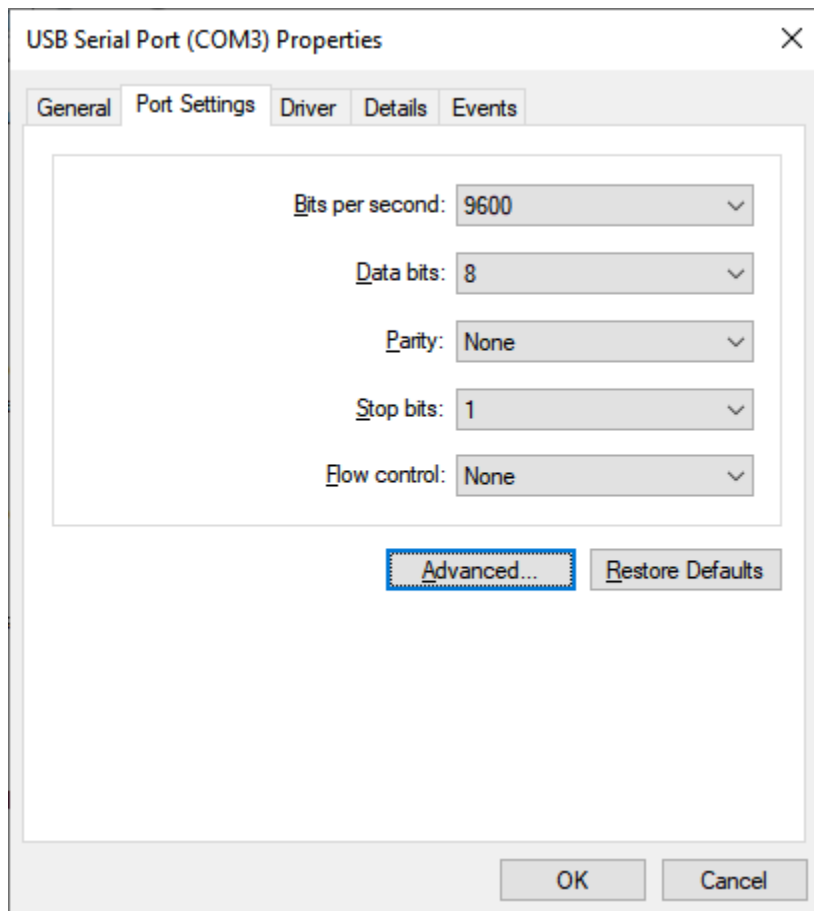 USB Serial Port (COM3) Properties
General Port Settings Driver Details Events
Bits per second: 9600
Data bits: 8
Parity: None
Stop bits: 1
Flow control: None
Advanced... Restore Defaults
OK Cancel